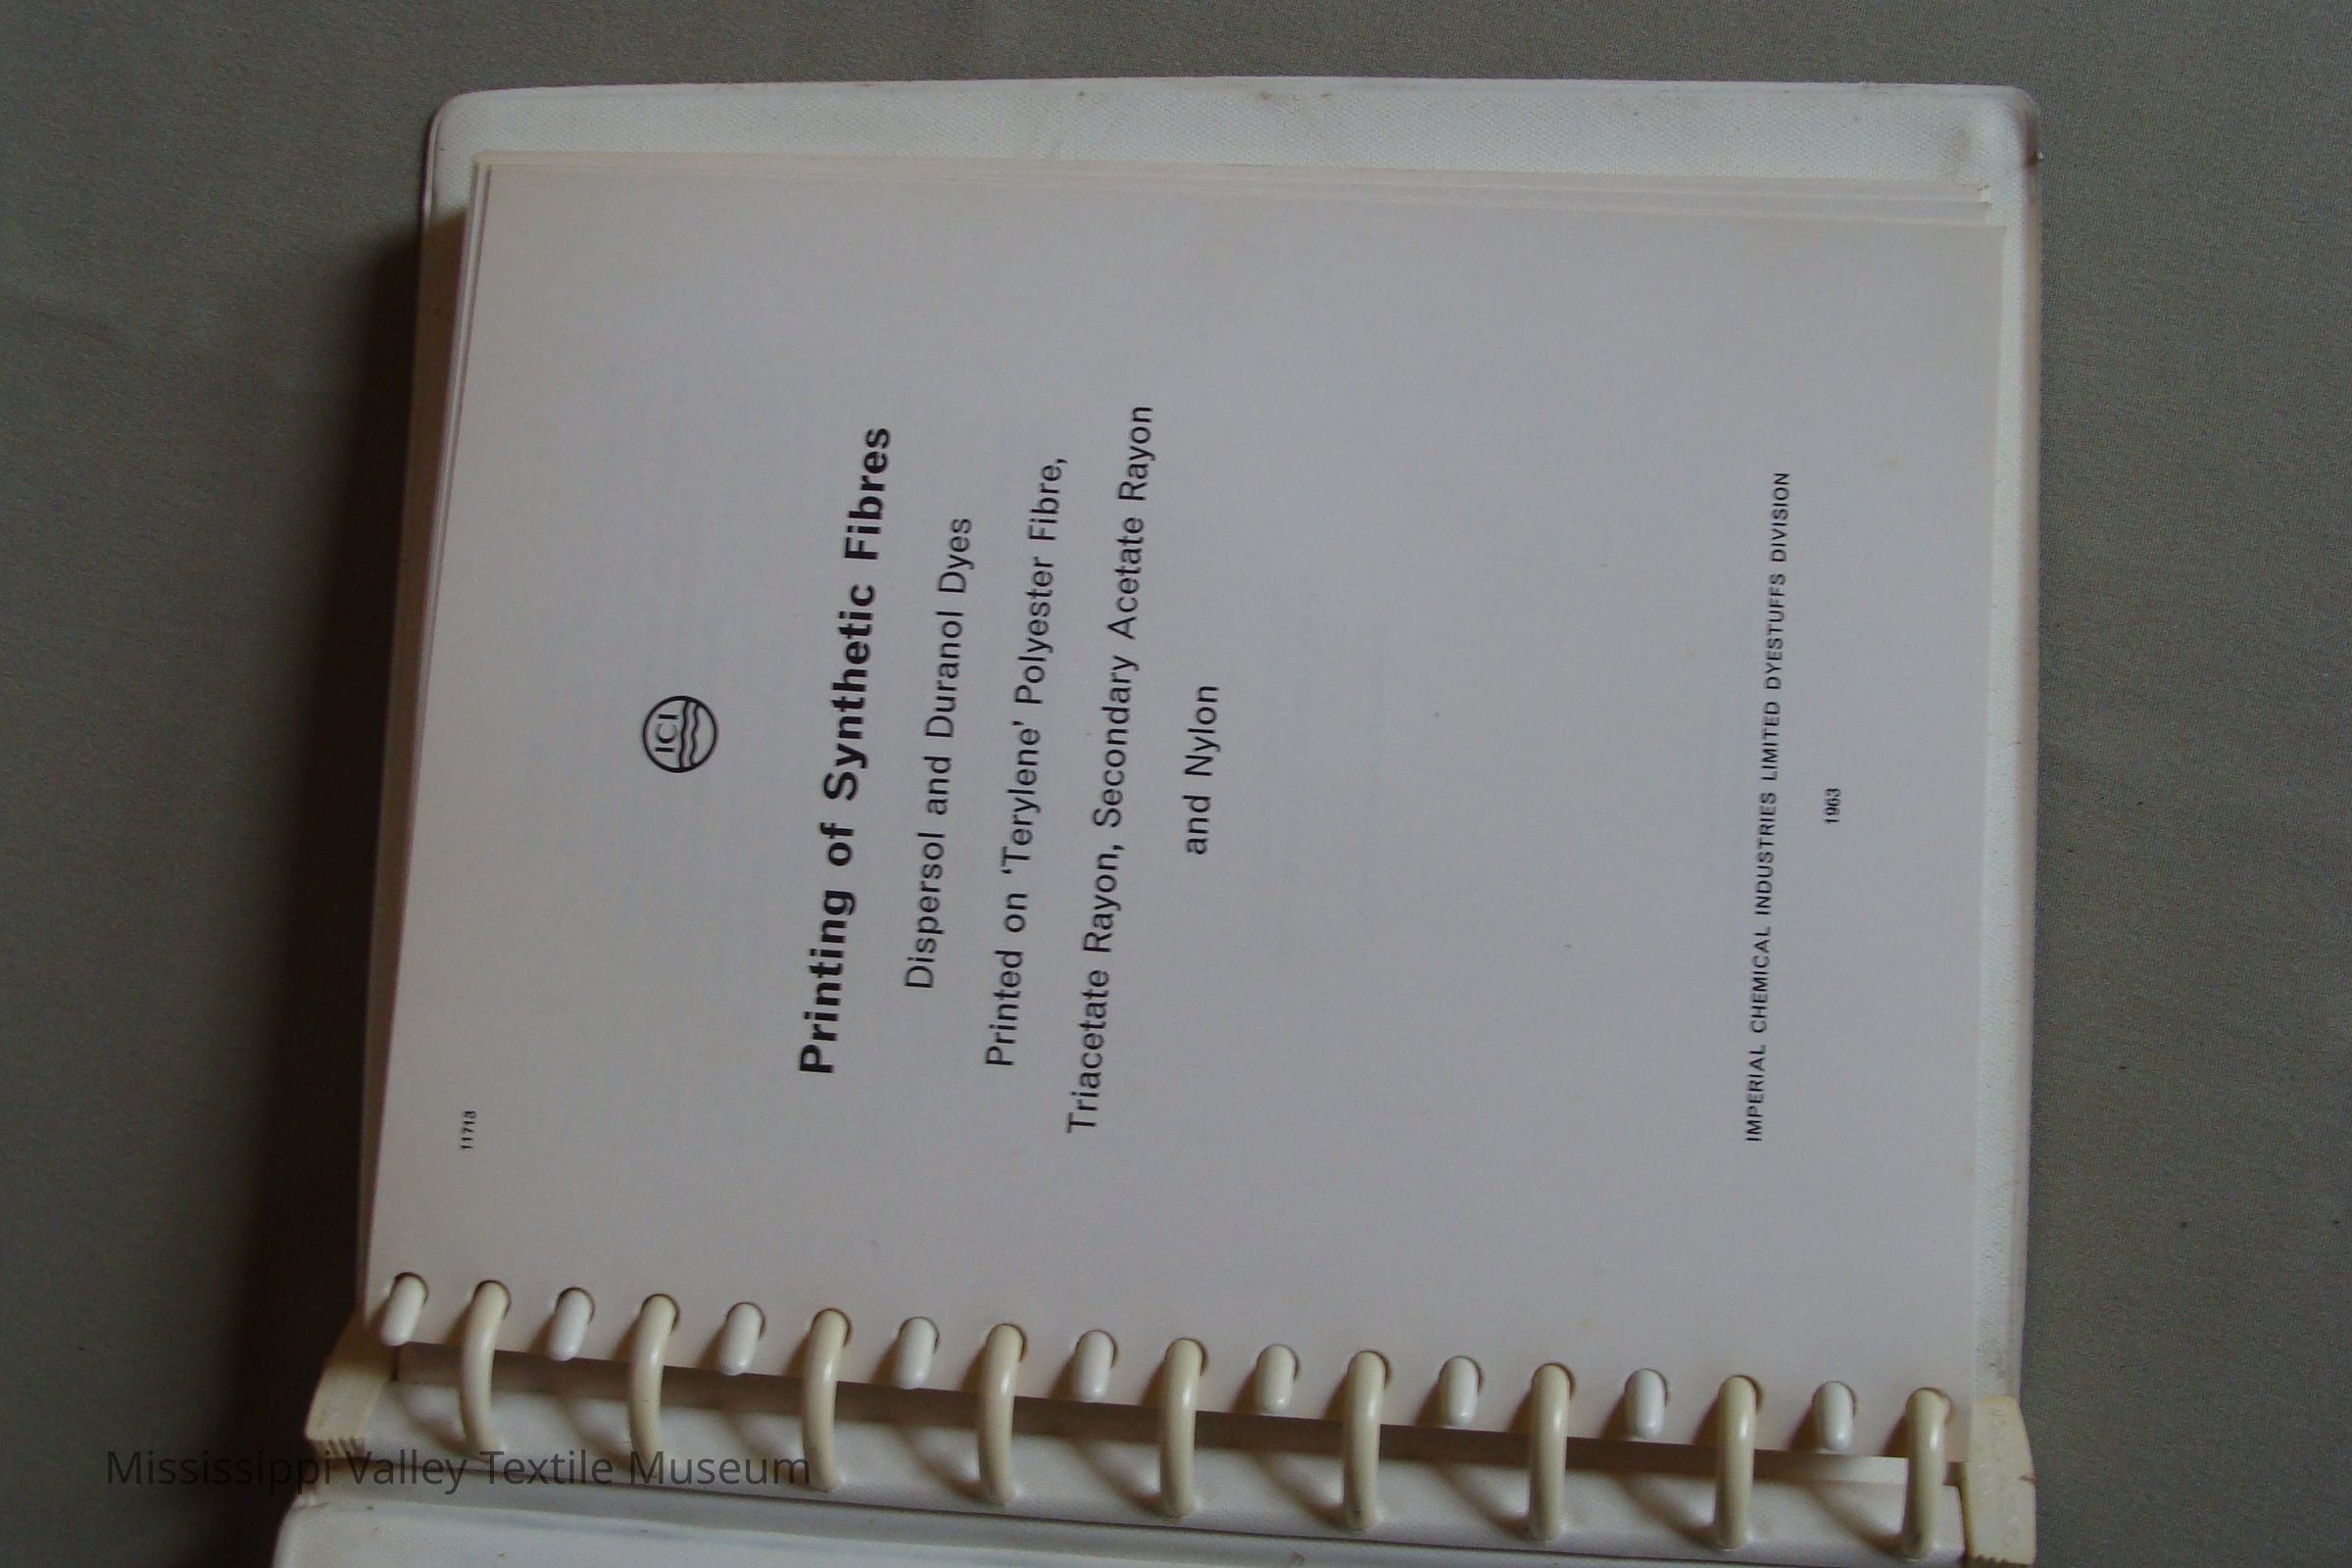 11713
ICI
Printing of Synthetic Fibres
Dispersol and Duranol Dyes
Printed on ‘Terylene’ Polyester Fibre,
Triacetate Rayon, Secondary Acetate Rayon
and Nylon
IMPERIAL CHEMICAL INDUSTRIES LIMITED DYESTUFFS DIVISION
1963
Mississippi Valley Textile Museum